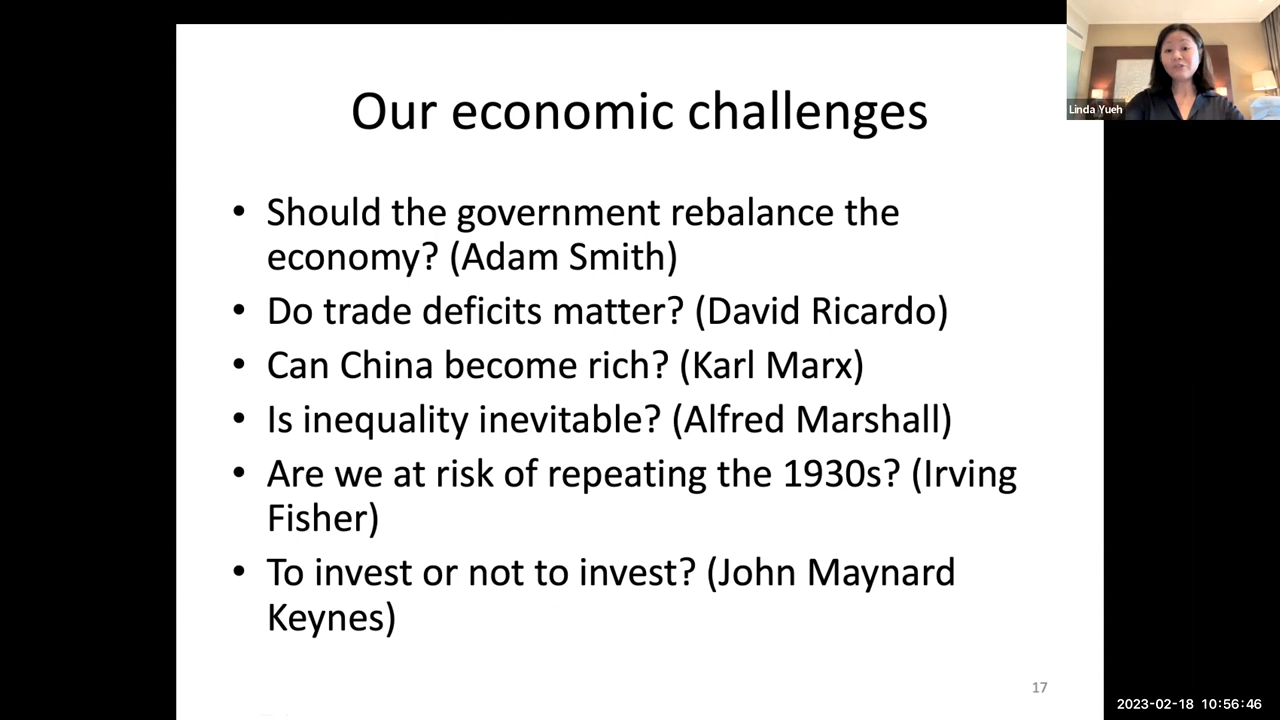 Our economic challenges
• Should the government rebalance the
economy? (Adam Smith)
• Do trade deficits matter? (David Ricardo)
• Can China become rich? (Karl Marx)
• Is inequality inevitable? (Alfred Marshall)
• Are we at risk of repeating the 1930s? (Irving
Fisher)
• To invest or not to invest? (John Maynard
Keynes)
17
Linda Yueh
2023-02-18 10:56:46